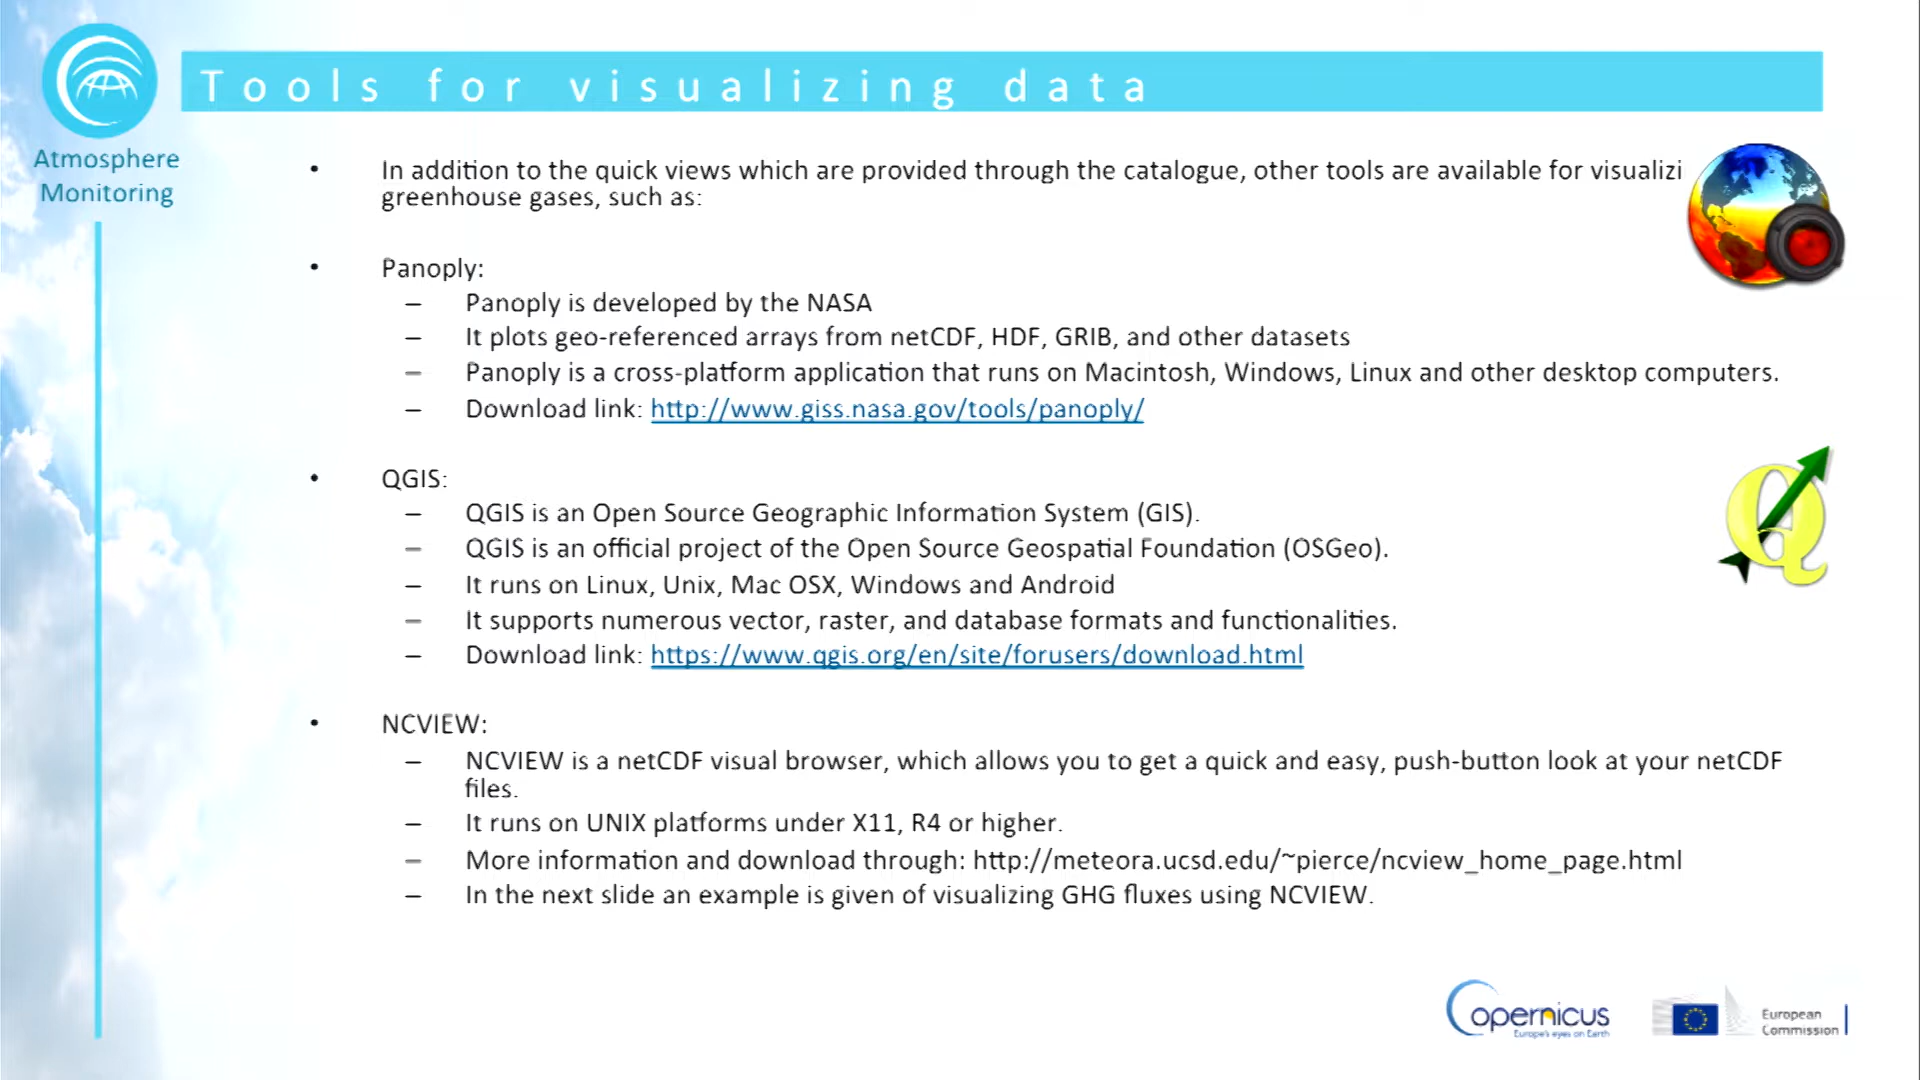 Tools for visualizing data
Atmosphere
Monitoring
• In addition to the quick views which are provided through the catalogue, other tools are available for visualizi
greenhouse gases, such as:
• Panoply:
– Panoply is developed by the NASA
– It plots geo-referenced arrays from netCDF, HDF, GRIB, and other datasets
– Panoply is a cross-platform application that runs on Macintosh, Windows, Linux and other desktop computers.
– Download link: http://www.giss.nasa.gov/tools/panoply/
• QGIS:
– QGIS is an Open Source Geographic Information System (GIS).
– QGIS is an official project of the Open Source Geospatial Foundation (OSGeo).
– It runs on Linux, Unix, Mac OSX, Windows and Android
– It supports numerous vector, raster, and database formats and functionalities.
– Download link: https://www.qgis.org/en/site/forusers/download.html
• NCVIEW:
– NCVIEW is a netCDF visual browser, which allows you to get a quick and easy, push-button look at your netCDF
files.
– It runs on UNIX platforms under X11, R4 or higher.
– More information and download through: http://meteora.ucsd.edu/~pierce/ncview_home_page.html
– In the next slide an example is given of visualizing GHG fluxes using NCVIEW.
Copernicus
Europe's eyes on Earth
European
Commission